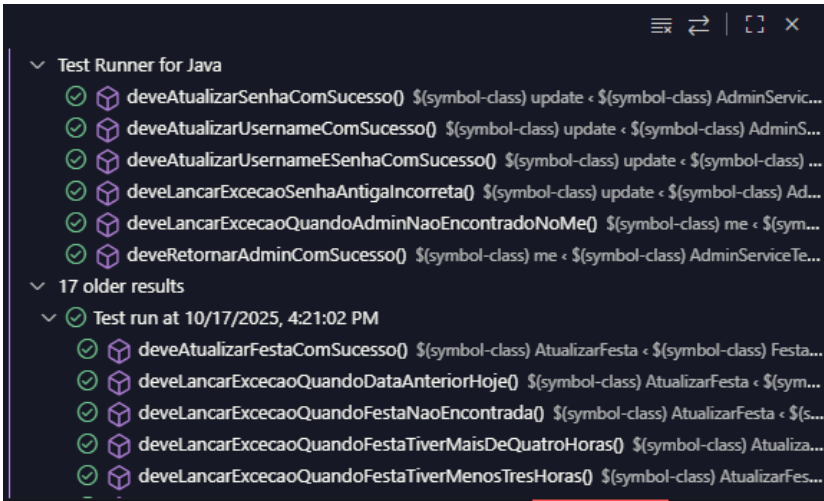 Test Runner for Java
deveAtualizarSenhaComSucesso() $(symbol-class) update < $(symbol-class) AdminServic...
deveAtualizarUsernameComSucesso() $(symbol-class) update < $(symbol-class) AdminS...
deveAtualizarUsernameESenhaComSucesso() $(symbol-class) update < $(symbol-class) ...
deveLancarExcecaoSenhaAntigaIncorreta() $(symbol-class) update < $(symbol-class) Ad...
deveLancarExcecaoQuandoAdminNaoEncontradoNoMe() $(symbol-class) me < $(sym...
deveRetornarAdminComSucesso() $(symbol-class) me < $(symbol-class) AdminServiceTe...
17 older results
Test run at 10/17/2025, 4:21:02 PM
deveAtualizarFestaComSucesso() $(symbol-class) AtualizarFesta < $(symbol-class) Festa...
deveLancarExcecaoQuandoDataAnteriorHoje() $(symbol-class) AtualizarFesta < $(sym...
deveLancarExcecaoQuandoFestaNaoEncontrada() $(symbol-class) AtualizarFesta < $(s...
deveLancarExcecaoQuandoFestaTiverMaisDeQuatroHoras() $(symbol-class) Atualiza...
deveLancarExcecaoQuandoFestaTiverMenosTresHoras() $(symbol-class) AtualizarFes...